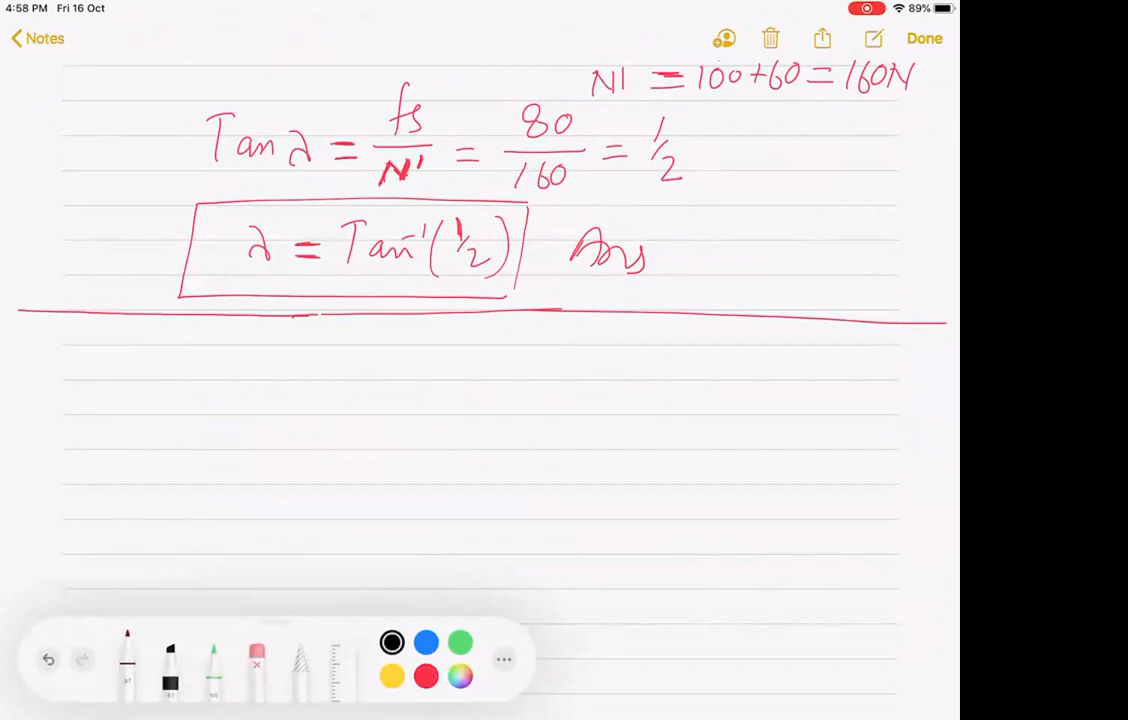 4:58 PM Fri 16 Oct 89%
Notes Done
N' = 100+60 = 160N
Tan λ = fs/N' = 80/160 = 1/2
λ = Tan⁻¹(1/2) Ans